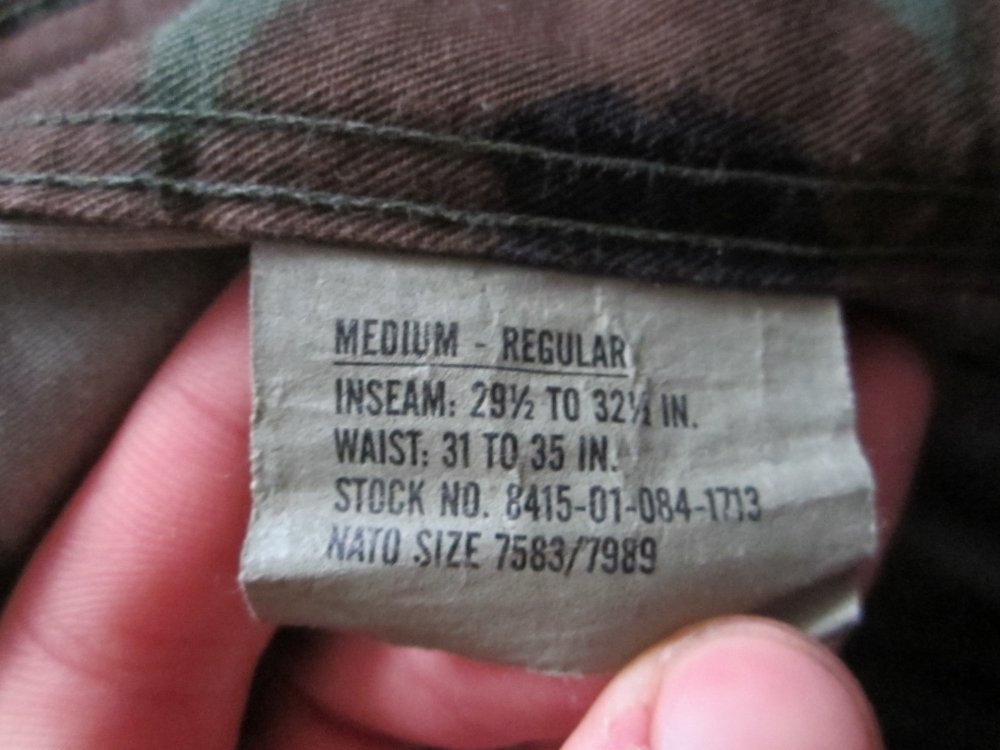 MEDIUM - REGULAR
INSEAM: 29½ TO 32½ IN.
WAIST: 31 TO 35 IN.
STOCK NO. 8415-01-084-1713
NATO SIZE 7583/7989